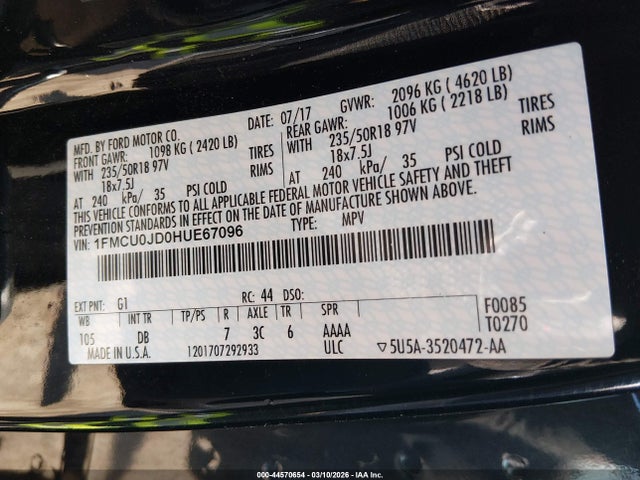 MFD. BY FORD MOTOR CO. DATE: 07/17 GVWR: 2096 KG ( 4620 LB)
FRONT GAWR: 1098 KG ( 2420 LB) REAR GAWR: 1006 KG ( 2218 LB)
WITH 235/50R18 97V TIRES WITH 235/50R18 97V TIRES
18x7.5J RIMS 18x7.5J RIMS
AT 240 kPa/ 35 PSI COLD AT 240 kPa/ 35 PSI COLD
THIS VEHICLE CONFORMS TO ALL APPLICABLE FEDERAL MOTOR VEHICLE SAFETY AND THEFT
PREVENTION STANDARDS IN EFFECT ON THE DATE OF MANUFACTURE SHOWN ABOVE.
VIN: 1FMCU0JD0HUE67096 TYPE: MPV
EXT PNT: G1 RC: 44 DSO:
WB INT TR TP/PS R AXLE TR SPR F0085
105 DB 7 3C 6 AAAA T0270
MADE IN U.S.A. 1201707292933 ULC ▽5U5A-3520472-AA
000-44570654 | 03/10/2026 | IAA Inc.